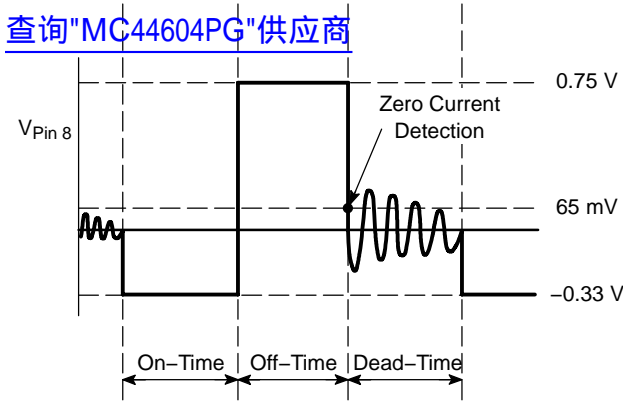 查询"MC44604PG"供应商
0.75 V
Zero Current
Detection
VPin 8
65 mV
−0.33 V
On−Time
Off−Time
Dead−Time